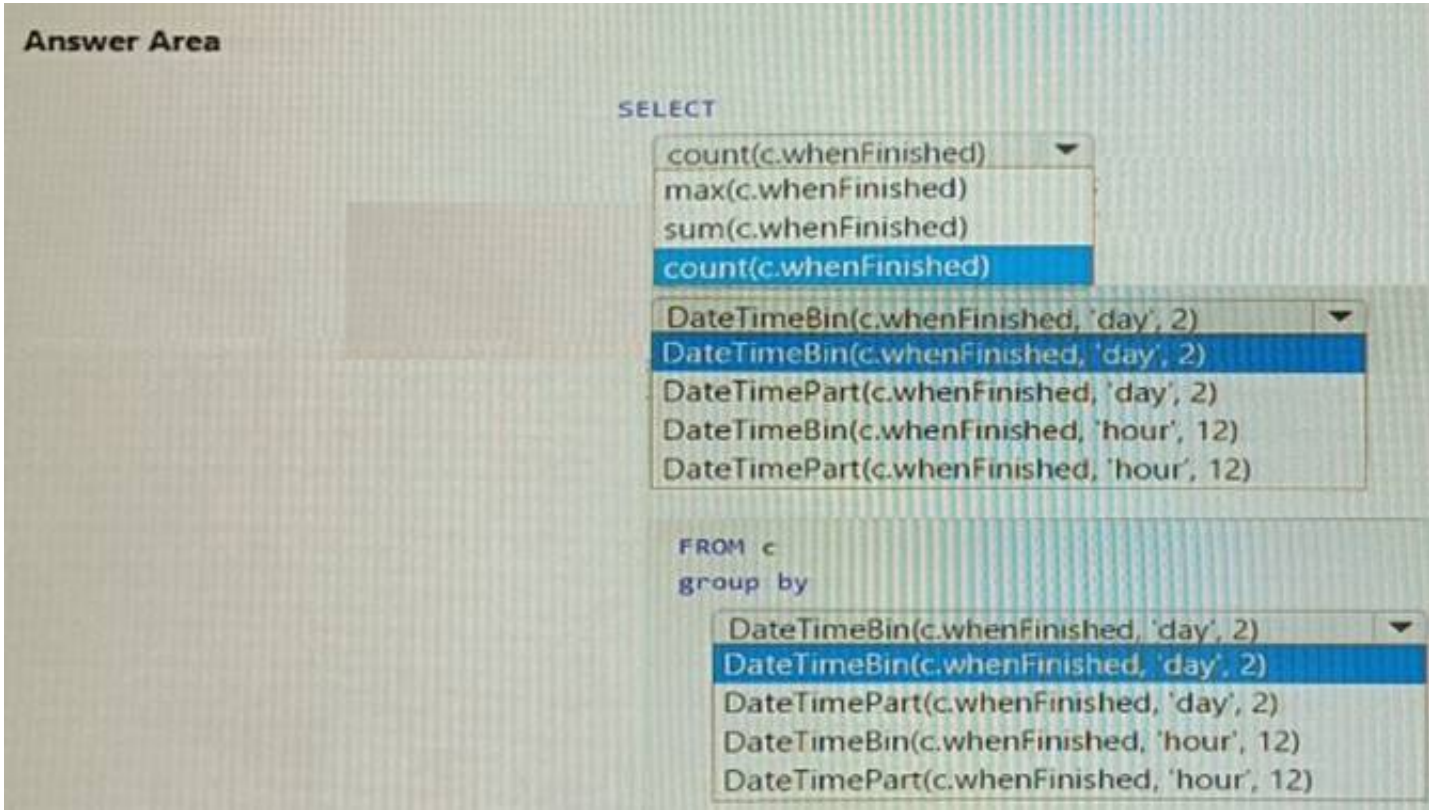 Answer Area
SELECT
count(c.whenFinished)
max(c.whenFinished)
sum(c.whenFinished)
count(c.whenFinished)
DateTimeBin(c.whenFinished, 'day', 2)
DateTimeBin(c.whenFinished, 'day', 2)
DateTimePart(c.whenFinished, 'day', 2)
DateTimeBin(c.whenFinished, 'hour', 12)
DateTimePart(c.whenFinished, 'hour', 12)
FROM c
group by
DateTimeBin(c.whenFinished, 'day', 2)
DateTimeBin(c.whenFinished, 'day', 2)
DateTimePart(c.whenFinished, 'day', 2)
DateTimeBin(c.whenFinished, 'hour', 12)
DateTimePart(c.whenFinished, 'hour', 12)